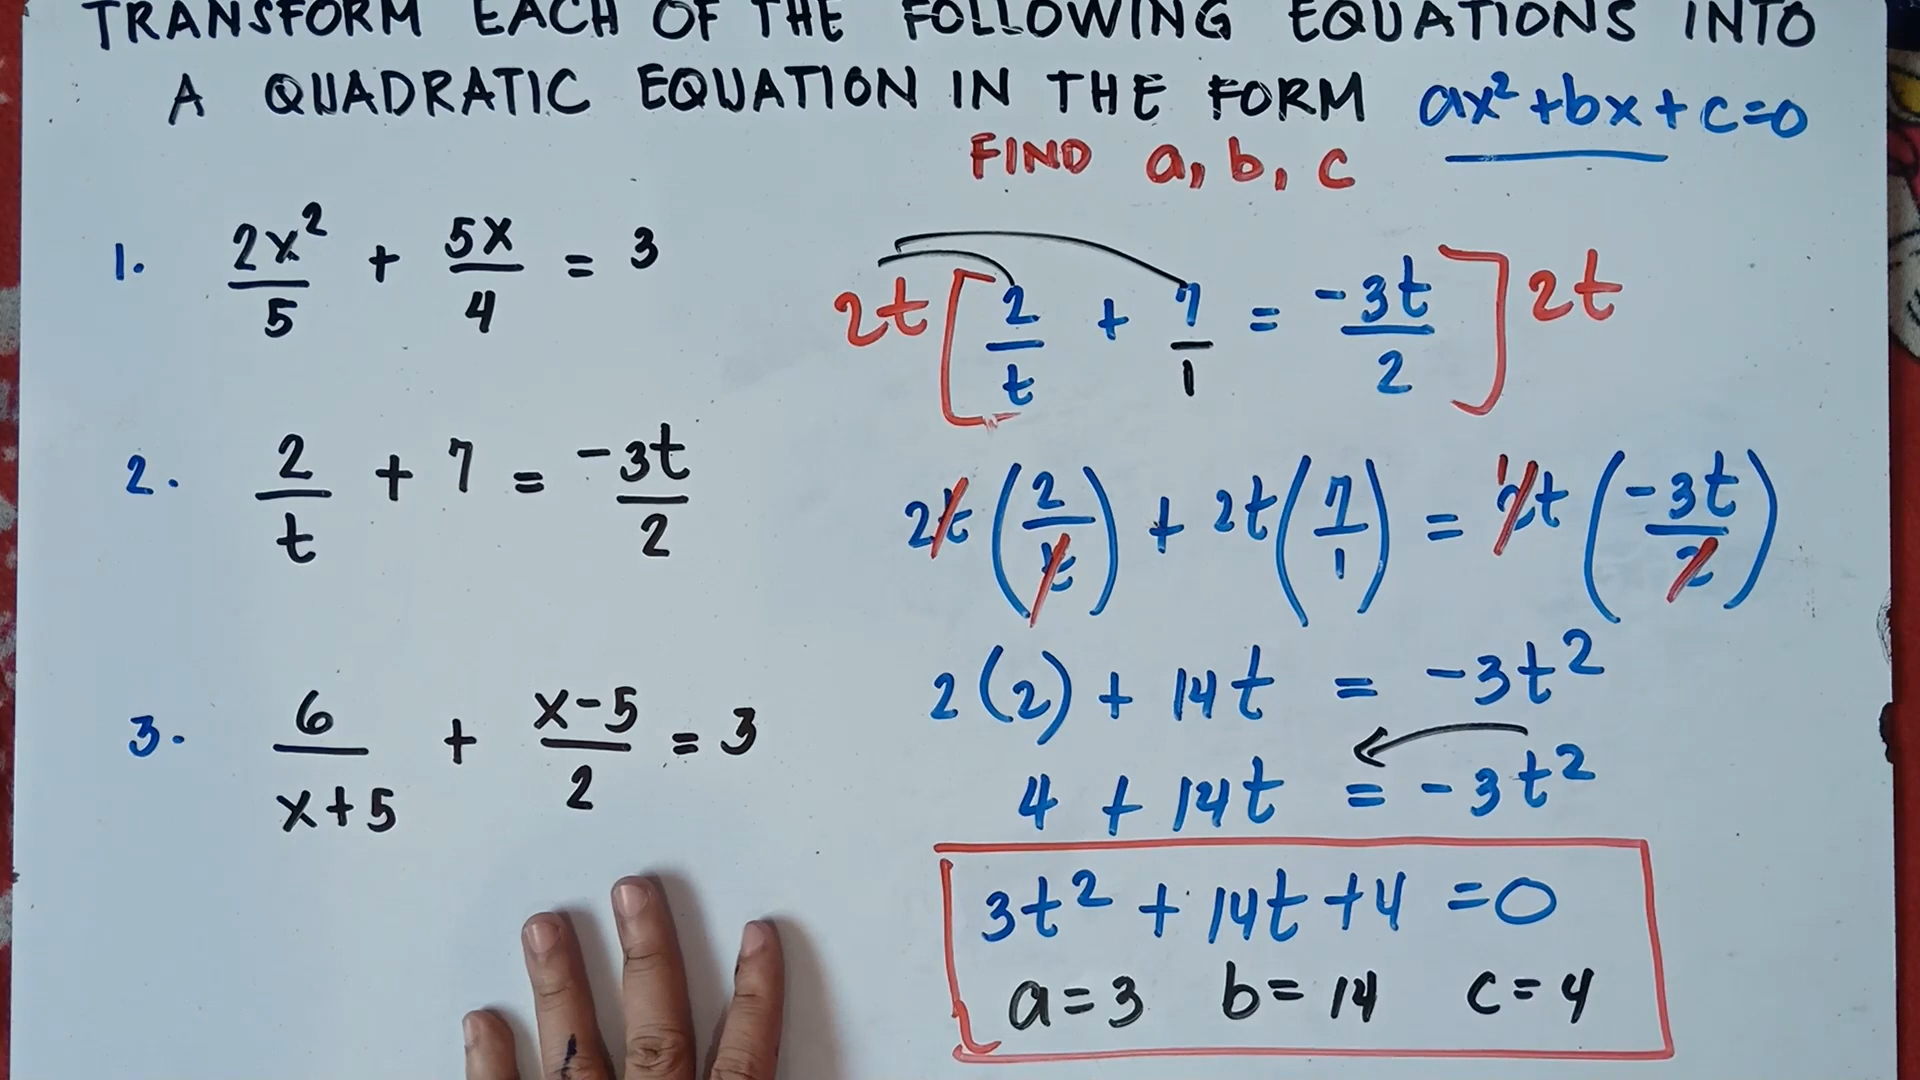 TRANSFORM EACH OF THE FOLLOWING EQUATIONS INTO
A QUADRATIC EQUATION IN THE FORM ax² + bx + c = 0
FIND a, b, c
1. 2x²/5 + 5x/4 = 3
2. 2/t + 7 = -3t/2
3. 6/x+5 + x-5/2 = 3
2t [ 2/t + 7/1 = -3t/2 ] 2t
2t (2/t) + 2t (7/1) = 2t (-3t/2)
2(2) + 14t = -3t²
4 + 14t = -3t²
3t² + 14t + 4 = 0
a = 3 b = 14 c = 4